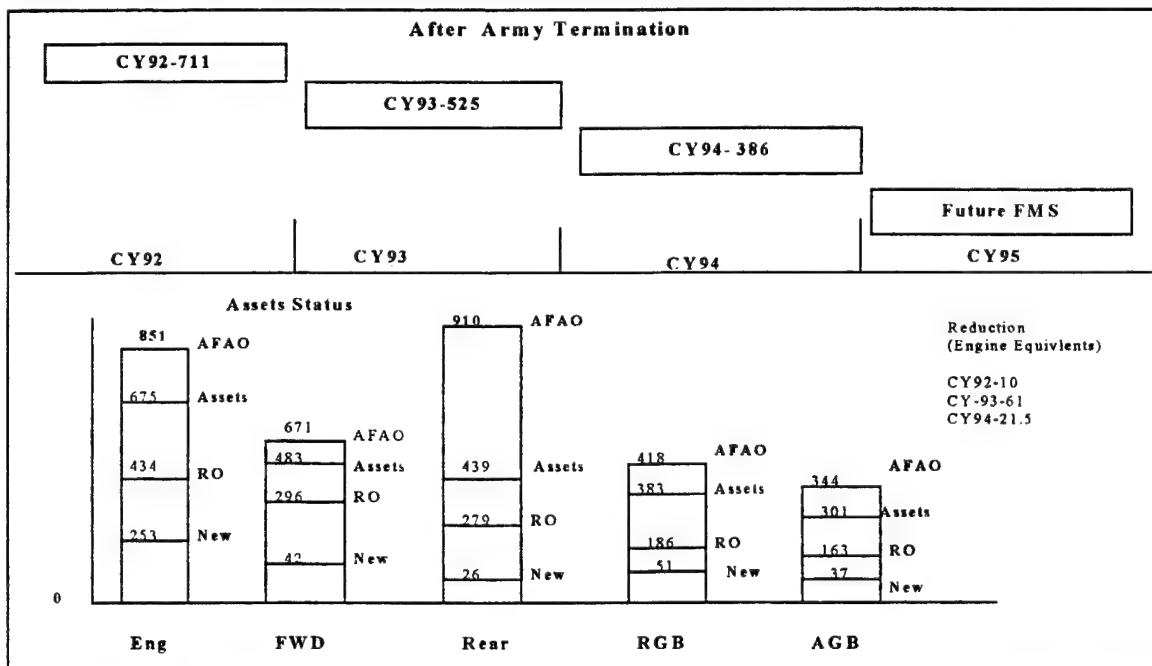 After Army Termination
CY92-711
CY93-525
CY94- 386
Future FMS
CY92 CY93 CY94 CY95
Assets Status
Reduction
(Engine Equivlents)
CY92-10
CY-93-61
CY94-21.5
851 AFAO
675 Assets
434 RO
253 New
671 AFAO
483 Assets
296 RO
42 New
910 AFAO
439 Assets
279 RO
26 New
418 AFAO
383 Assets
186 RO
51 New
344 AFAO
301 Assets
163 RO
37 New
0
Eng FWD Rear RGB AGB